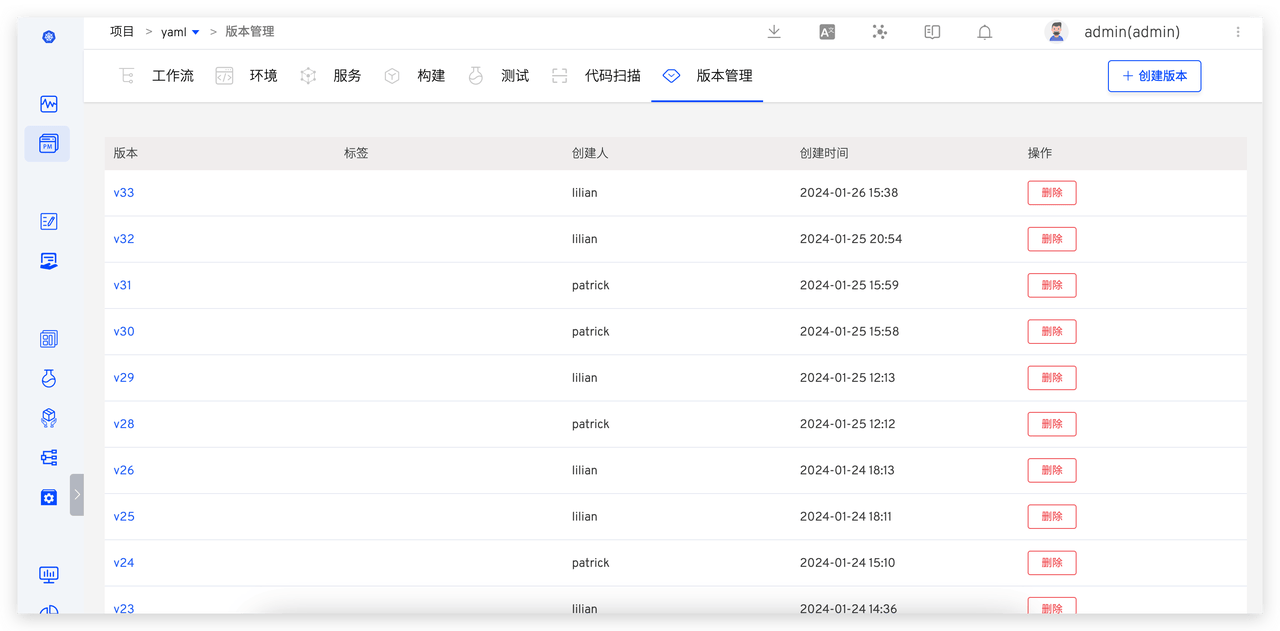 项目 > yaml > 版本管理 admin(admin)
工作流 环境 服务 构建 测试 代码扫描 版本管理 + 创建版本
版本 标签 创建人 创建时间 操作
v33 lilian 2024-01-26 15:38 删除
v32 lilian 2024-01-25 20:54 删除
v31 patrick 2024-01-25 15:59 删除
v30 patrick 2024-01-25 15:58 删除
v29 lilian 2024-01-25 12:13 删除
v28 patrick 2024-01-25 12:12 删除
v26 lilian 2024-01-24 18:13 删除
v25 lilian 2024-01-24 18:11 删除
v24 patrick 2024-01-24 15:10 删除
v23 lilian 2024-01-24 14:36 删除